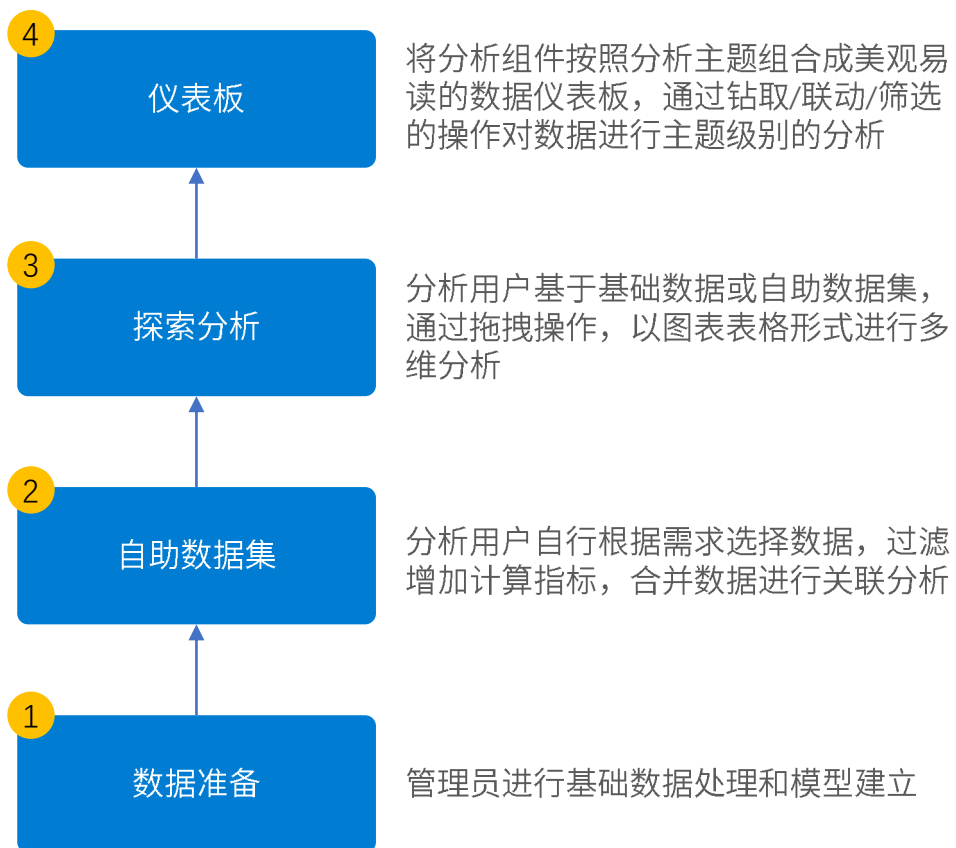 4
仪表板
将分析组件按照分析主题组合成美观易
读的数据仪表板，通过钻取/联动/筛选
的操作对数据进行主题级别的分析
3
探索分析
分析用户基于基础数据或自助数据集，
通过拖拽操作，以图表表格形式进行多
维分析
2
自助数据集
分析用户自行根据需求选择数据，过滤
增加计算指标，合并数据进行关联分析
1
数据准备
管理员进行基础数据处理和模型建立